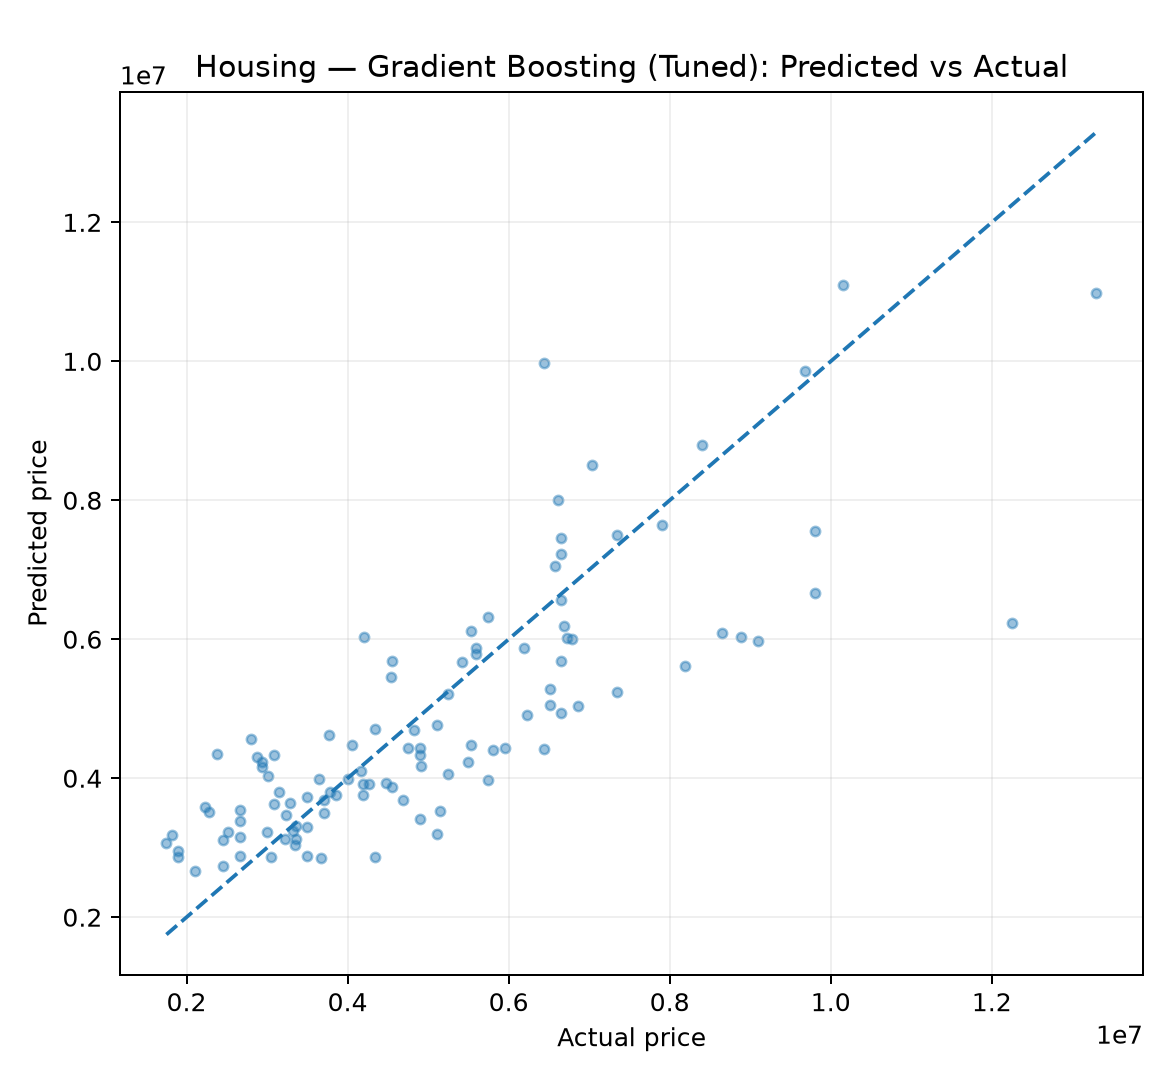 Housing — Gradient Boosting (Tuned): Predicted vs Actual
1e7
1.2
1.0
0.8
0.6
0.4
0.2
Predicted price
0.2 0.4 0.6 0.8 1.0 1.2
1e7
Actual price